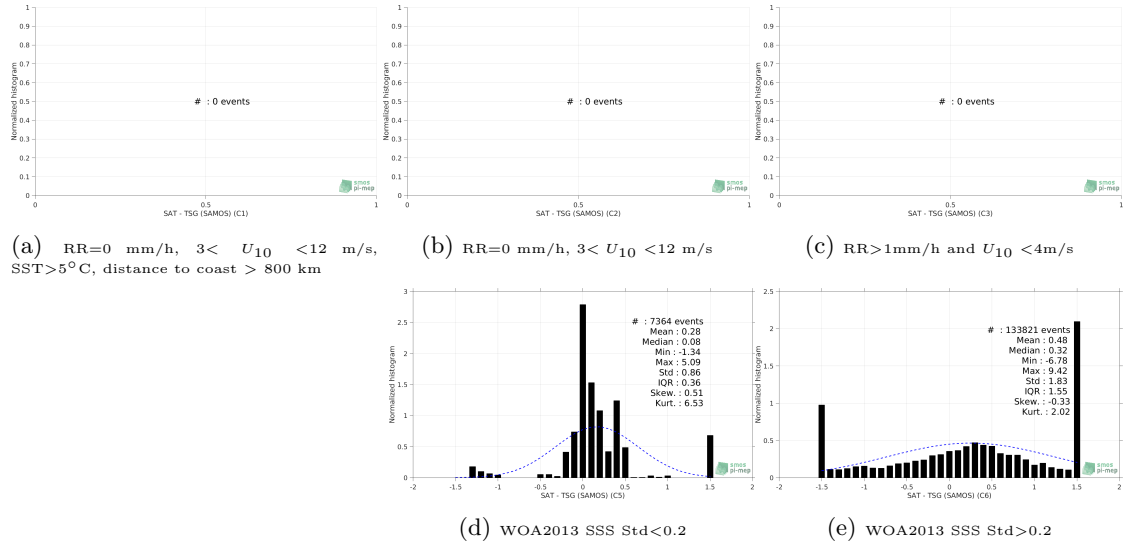 1
0.9
0.8
0.7
0.6
0.5
0.4
0.3
0.2
0.1
0
Normalized histogram
# : 0 events
smos
pi-mep
0 0.5 1
SAT - TSG (SAMOS) (C1)
1
0.9
0.8
0.7
0.6
0.5
0.4
0.3
0.2
0.1
0
Normalized histogram
# : 0 events
smos
pi-mep
0 0.5 1
SAT - TSG (SAMOS) (C2)
1
0.9
0.8
0.7
0.6
0.5
0.4
0.3
0.2
0.1
0
Normalized histogram
# : 0 events
smos
pi-mep
0 0.5 1
SAT - TSG (SAMOS) (C3)
(a) RR=0 mm/h, 3< U10 <12 m/s,
SST>5°C, distance to coast > 800 km
(b) RR=0 mm/h, 3< U10 <12 m/s
(c) RR>1mm/h and U10 <4m/s
3
2.5
2
1.5
1
0.5
0
Normalized histogram
# : 7364 events
Mean : 0.28
Median : 0.08
Min : -1.34
Max : 5.09
Std : 0.86
IQR : 0.36
Skew. : 0.51
Kurt. : 6.53
smos
pi-mep
-2 -1.5 -1 -0.5 0 0.5 1 1.5 2
SAT - TSG (SAMOS) (C5)
2.5
2
1.5
1
0.5
0
Normalized histogram
# : 133821 events
Mean : 0.48
Median : 0.32
Min : -6.78
Max : 9.42
Std : 1.83
IQR : 1.55
Skew. : -0.33
Kurt. : 2.02
smos
pi-mep
-2 -1.5 -1 -0.5 0 0.5 1 1.5 2
SAT - TSG (SAMOS) (C6)
(d) WOA2013 SSS Std<0.2
(e) WOA2013 SSS Std>0.2